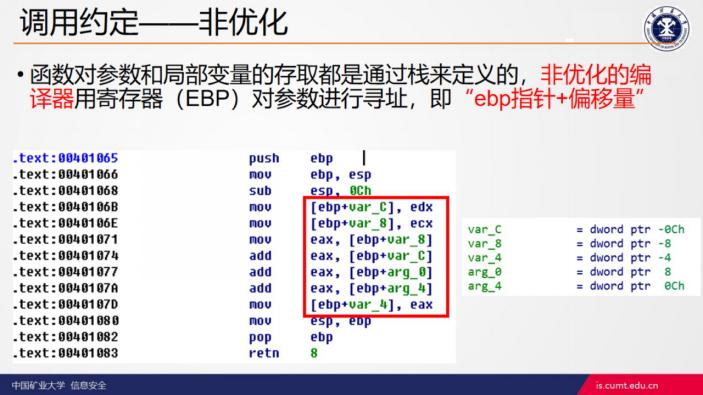 调用约定——非优化
• 函数对参数和局部变量的存取都是通过栈来定义的，非优化的编
译器用寄存器（EBP）对参数进行寻址，即“ebp指针+偏移量”
.text:00401065 push ebp
.text:00401066 mov ebp, esp
.text:00401068 sub esp, 0Ch
.text:0040106B mov [ebp+var_C], edx
.text:0040106E mov [ebp+var_8], ecx
.text:00401071 mov eax, [ebp+var_8]
.text:00401074 add eax, [ebp+var_C]
.text:00401077 add eax, [ebp+arg_0]
.text:0040107A add eax, [ebp+arg_4]
.text:0040107D mov [ebp+var_4], eax
.text:00401080 mov esp, ebp
.text:00401082 pop ebp
.text:00401083 retn 8
var_C = dword ptr -0Ch
var_8 = dword ptr -8
var_4 = dword ptr -4
arg_0 = dword ptr 8
arg_4 = dword ptr 0Ch
中国矿业大学 信息安全
is.cumt.edu.cn